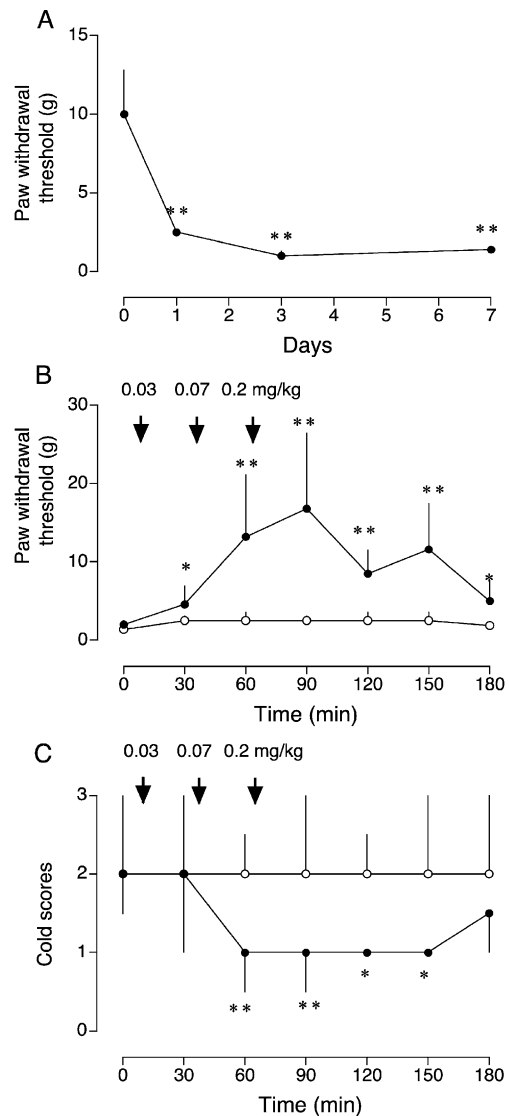 A
15
10
5
0
Paw withdrawal
threshold (g)
**
**
**
0 1 2 3 4 5 6 7
Days
B
0.03 0.07 0.2 mg/kg
30
20
10
0
Paw withdrawal
threshold (g)
*
**
**
**
**
*
0 30 60 90 120 150 180
Time (min)
C
0.03 0.07 0.2 mg/kg
3
2
1
0
Cold scores
**
**
*
*
0 30 60 90 120 150 180
Time (min)